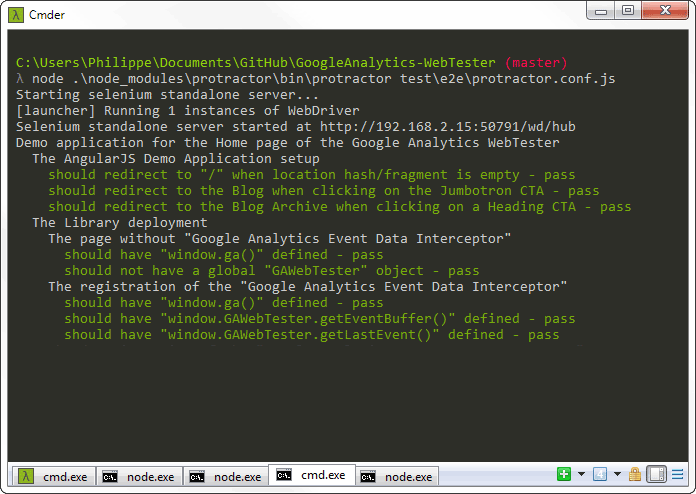 Cmder
C:\Users\Philippe\Documents\GitHub\GoogleAnalytics-WebTester (master)
λ node .\node_modules\protractor\bin\protractor test\e2e\protractor.conf.js
Starting selenium standalone server...
[launcher] Running 1 instances of WebDriver
Selenium standalone server started at http://192.168.2.15:50791/wd/hub
Demo application for the Home page of the Google Analytics WebTester
  The AngularJS Demo Application setup
    should redirect to "/" when location hash/fragment is empty - pass
    should redirect to the Blog when clicking on the Jumbotron CTA - pass
    should redirect to the Blog Archive when clicking on a Heading CTA - pass
  The Library deployment
    The page without "Google Analytics Event Data Interceptor"
      should have "window.ga()" defined - pass
      should not have a global "GAWebTester" object - pass
    The registration of the "Google Analytics Event Data Interceptor"
      should have "window.ga()" defined - pass
      should have "window.GAWebTester.getEventBuffer()" defined - pass
      should have "window.GAWebTester.getLastEvent()" defined - pass
λ cmd.exe C:\. node.exe C:\. node.exe C:\. cmd.exe C:\. node.exe